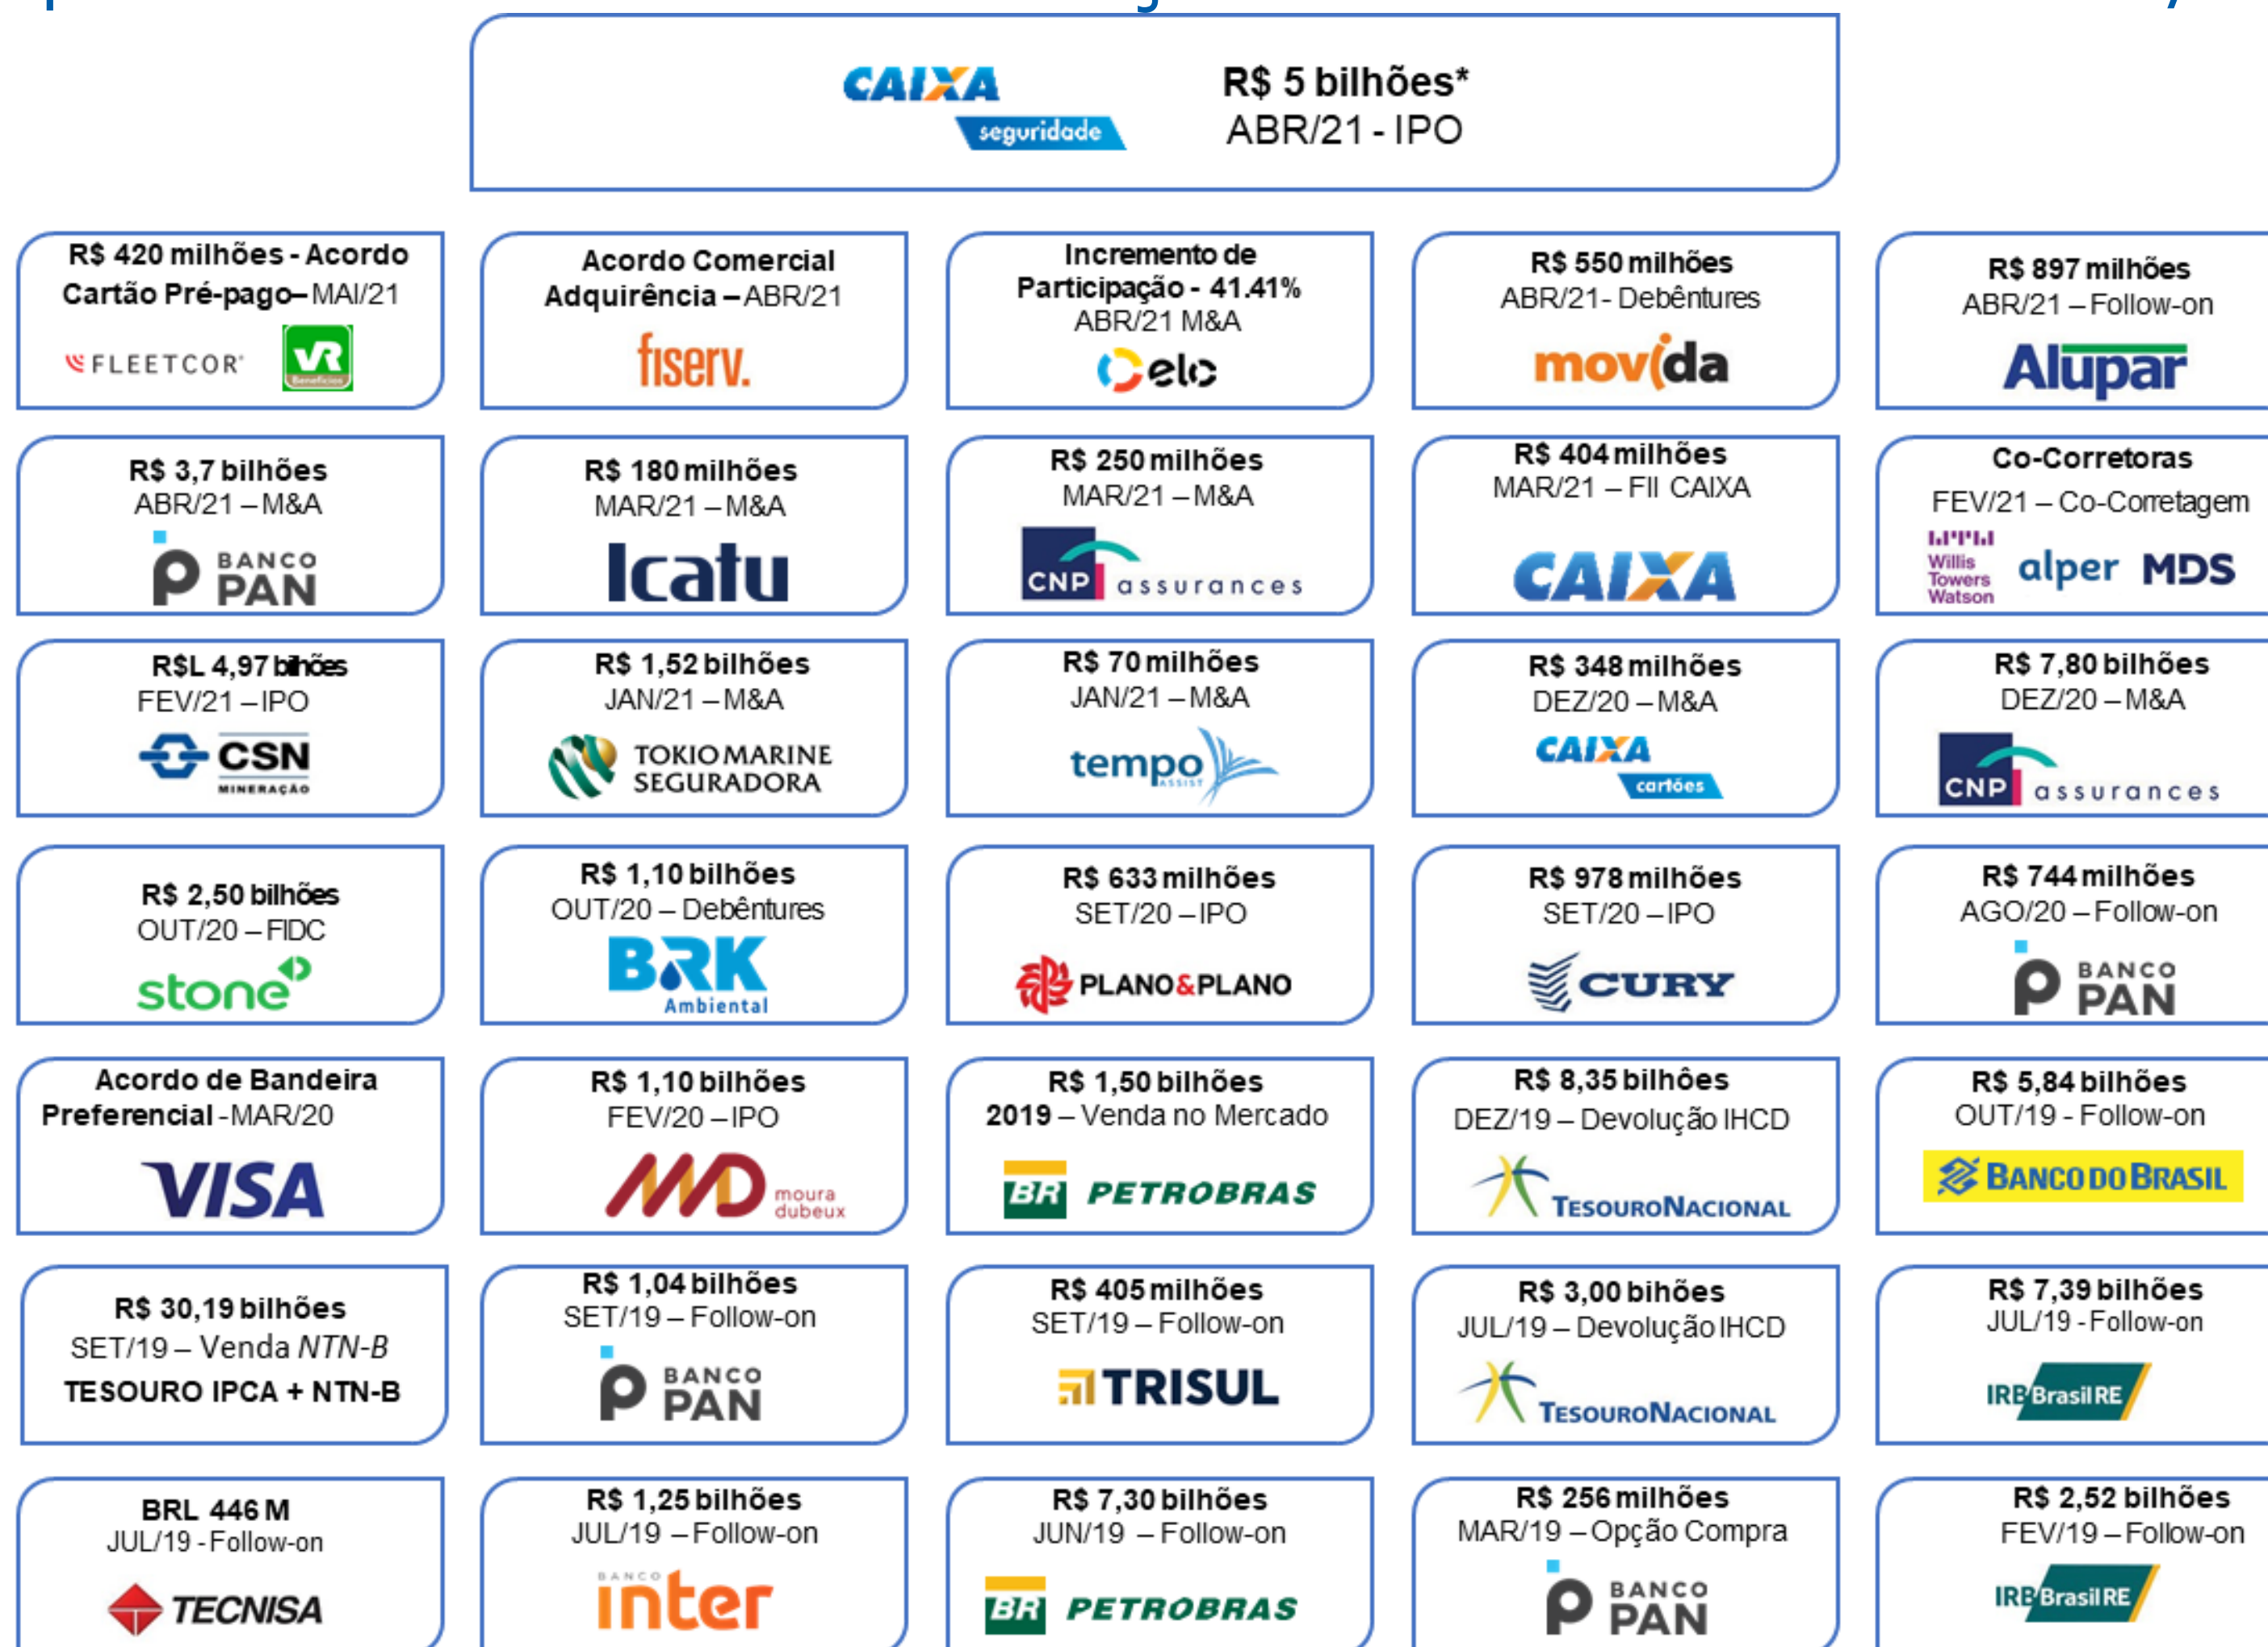 CAIXA
seguridade
R$ 5 bilhões*
ABR/21 - IPO
R$ 420 milhões - Acordo
Cartão Pré-pago– MAI/21
FLEETCOR
VR
Benefícios
Acordo Comercial
Adquirência – ABR/21
fiserv.
Incremento de
Participação - 41.41%
ABR/21 M&A
elo
R$ 550 milhões
ABR/21- Debêntures
movida
R$ 897 milhões
ABR/21 – Follow-on
Alupar
R$ 3,7 bilhões
ABR/21 – M&A
BANCO
PAN
R$ 180 milhões
MAR/21 – M&A
Icatu
R$ 250 milhões
MAR/21 – M&A
CNP assurances
R$ 404 milhões
MAR/21 – FII CAIXA
CAIXA
Co-Corretoras
FEV/21 – Co-Corretagem
Willis
Towers
Watson
alper MDS
R$L 4,97 bilhões
FEV/21 – IPO
CSN
MINERAÇÃO
R$ 1,52 bilhões
JAN/21 – M&A
TOKIO MARINE
SEGURADORA
R$ 70 milhões
JAN/21 – M&A
tempo
ASSIST
R$ 348 milhões
DEZ/20 – M&A
CAIXA
cartões
R$ 7,80 bilhões
DEZ/20 – M&A
CNP assurances
R$ 2,50 bilhões
OUT/20 – FIDC
stone
R$ 1,10 bilhões
OUT/20 – Debêntures
BRK
Ambiental
R$ 633 milhões
SET/20 – IPO
PLANO&PLANO
R$ 978 milhões
SET/20 – IPO
CURY
R$ 744 milhões
AGO/20 – Follow-on
BANCO
PAN
Acordo de Bandeira
Preferencial -MAR/20
VISA
R$ 1,10 bilhões
FEV/20 – IPO
MD moura
dubeux
R$ 1,50 bilhões
2019 – Venda no Mercado
BR PETROBRAS
R$ 8,35 bilhões
DEZ/19 – Devolução IHCD
TESOURONACIONAL
R$ 5,84 bilhões
OUT/19 - Follow-on
BANCO DO BRASIL
R$ 30,19 bilhões
SET/19 – Venda NTN-B
TESOURO IPCA + NTN-B
R$ 1,04 bilhões
SET/19 – Follow-on
BANCO
PAN
R$ 405 milhões
SET/19 – Follow-on
TRISUL
R$ 3,00 bihões
JUL/19 – Devolução IHCD
TESOURONACIONAL
R$ 7,39 bilhões
JUL/19 - Follow-on
IRB Brasil RE
BRL 446 M
JUL/19 - Follow-on
TECNISA
R$ 1,25 bilhões
JUL/19 – Follow-on
BANCO
inter
R$ 7,30 bilhões
JUN/19 – Follow-on
BR PETROBRAS
R$ 256 milhões
MAR/19 – Opção Compra
BANCO
PAN
R$ 2,52 bilhões
FEV/19 – Follow-on
IRB Brasil RE